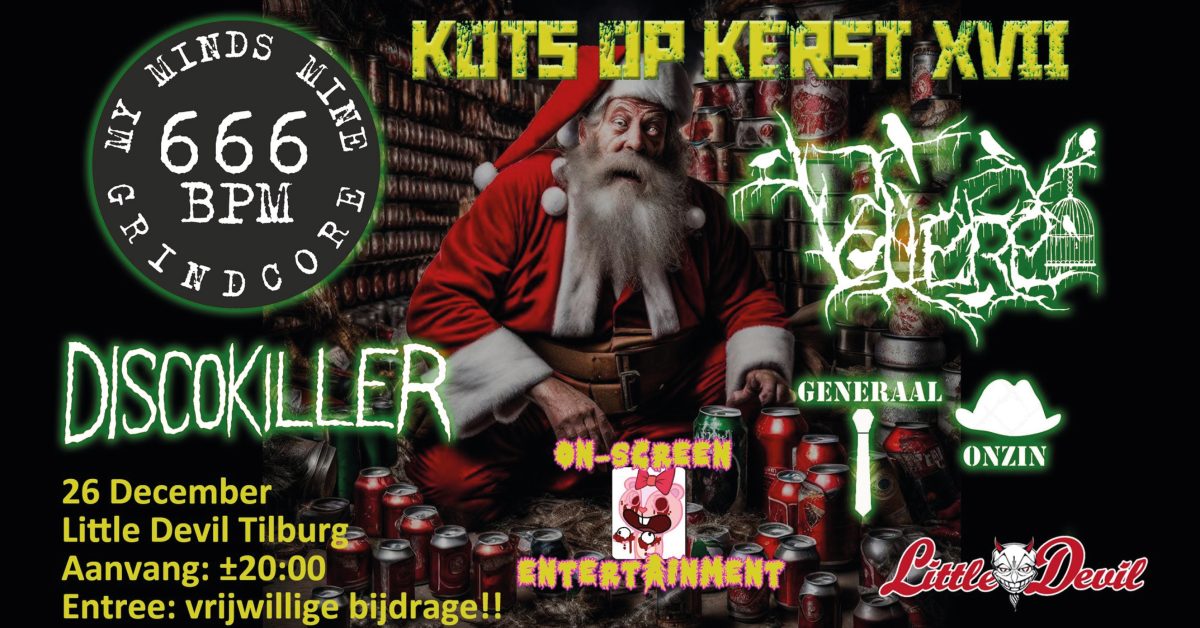 KOTS OP KERST XVII
MY MINDS MINE
666
BPM
GRINDCORE
DISCOKILLER
GENERAAL
ONZIN
ON-SCREEN
ENTERTAINMENT
26 December
Little Devil Tilburg
Aanvang: ±20:00
Entree: vrijwillige bijdrage!!
Little Devil